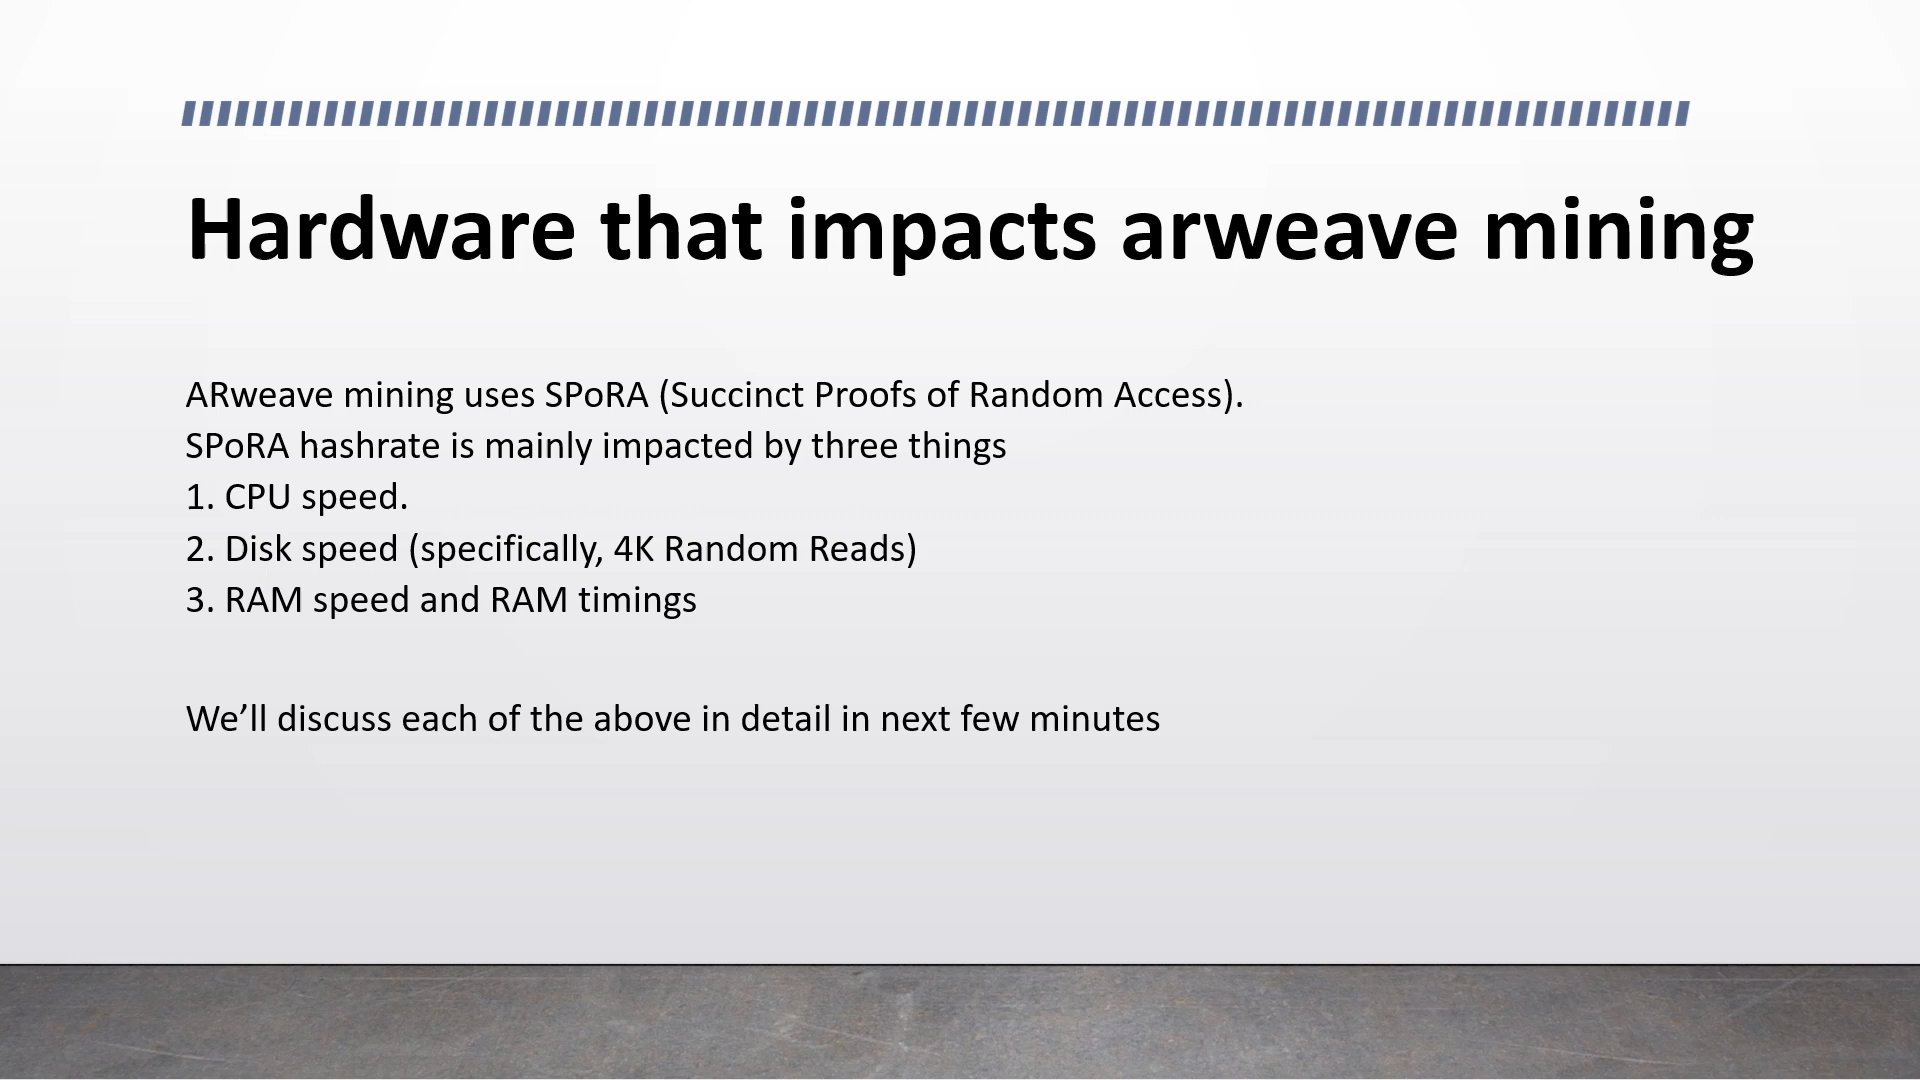 Hardware that impacts arweave mining
ARweave mining uses SPoRA (Succinct Proofs of Random Access).
SPoRA hashrate is mainly impacted by three things
1. CPU speed.
2. Disk speed (specifically, 4K Random Reads)
3. RAM speed and RAM timings
We’ll discuss each of the above in detail in next few minutes